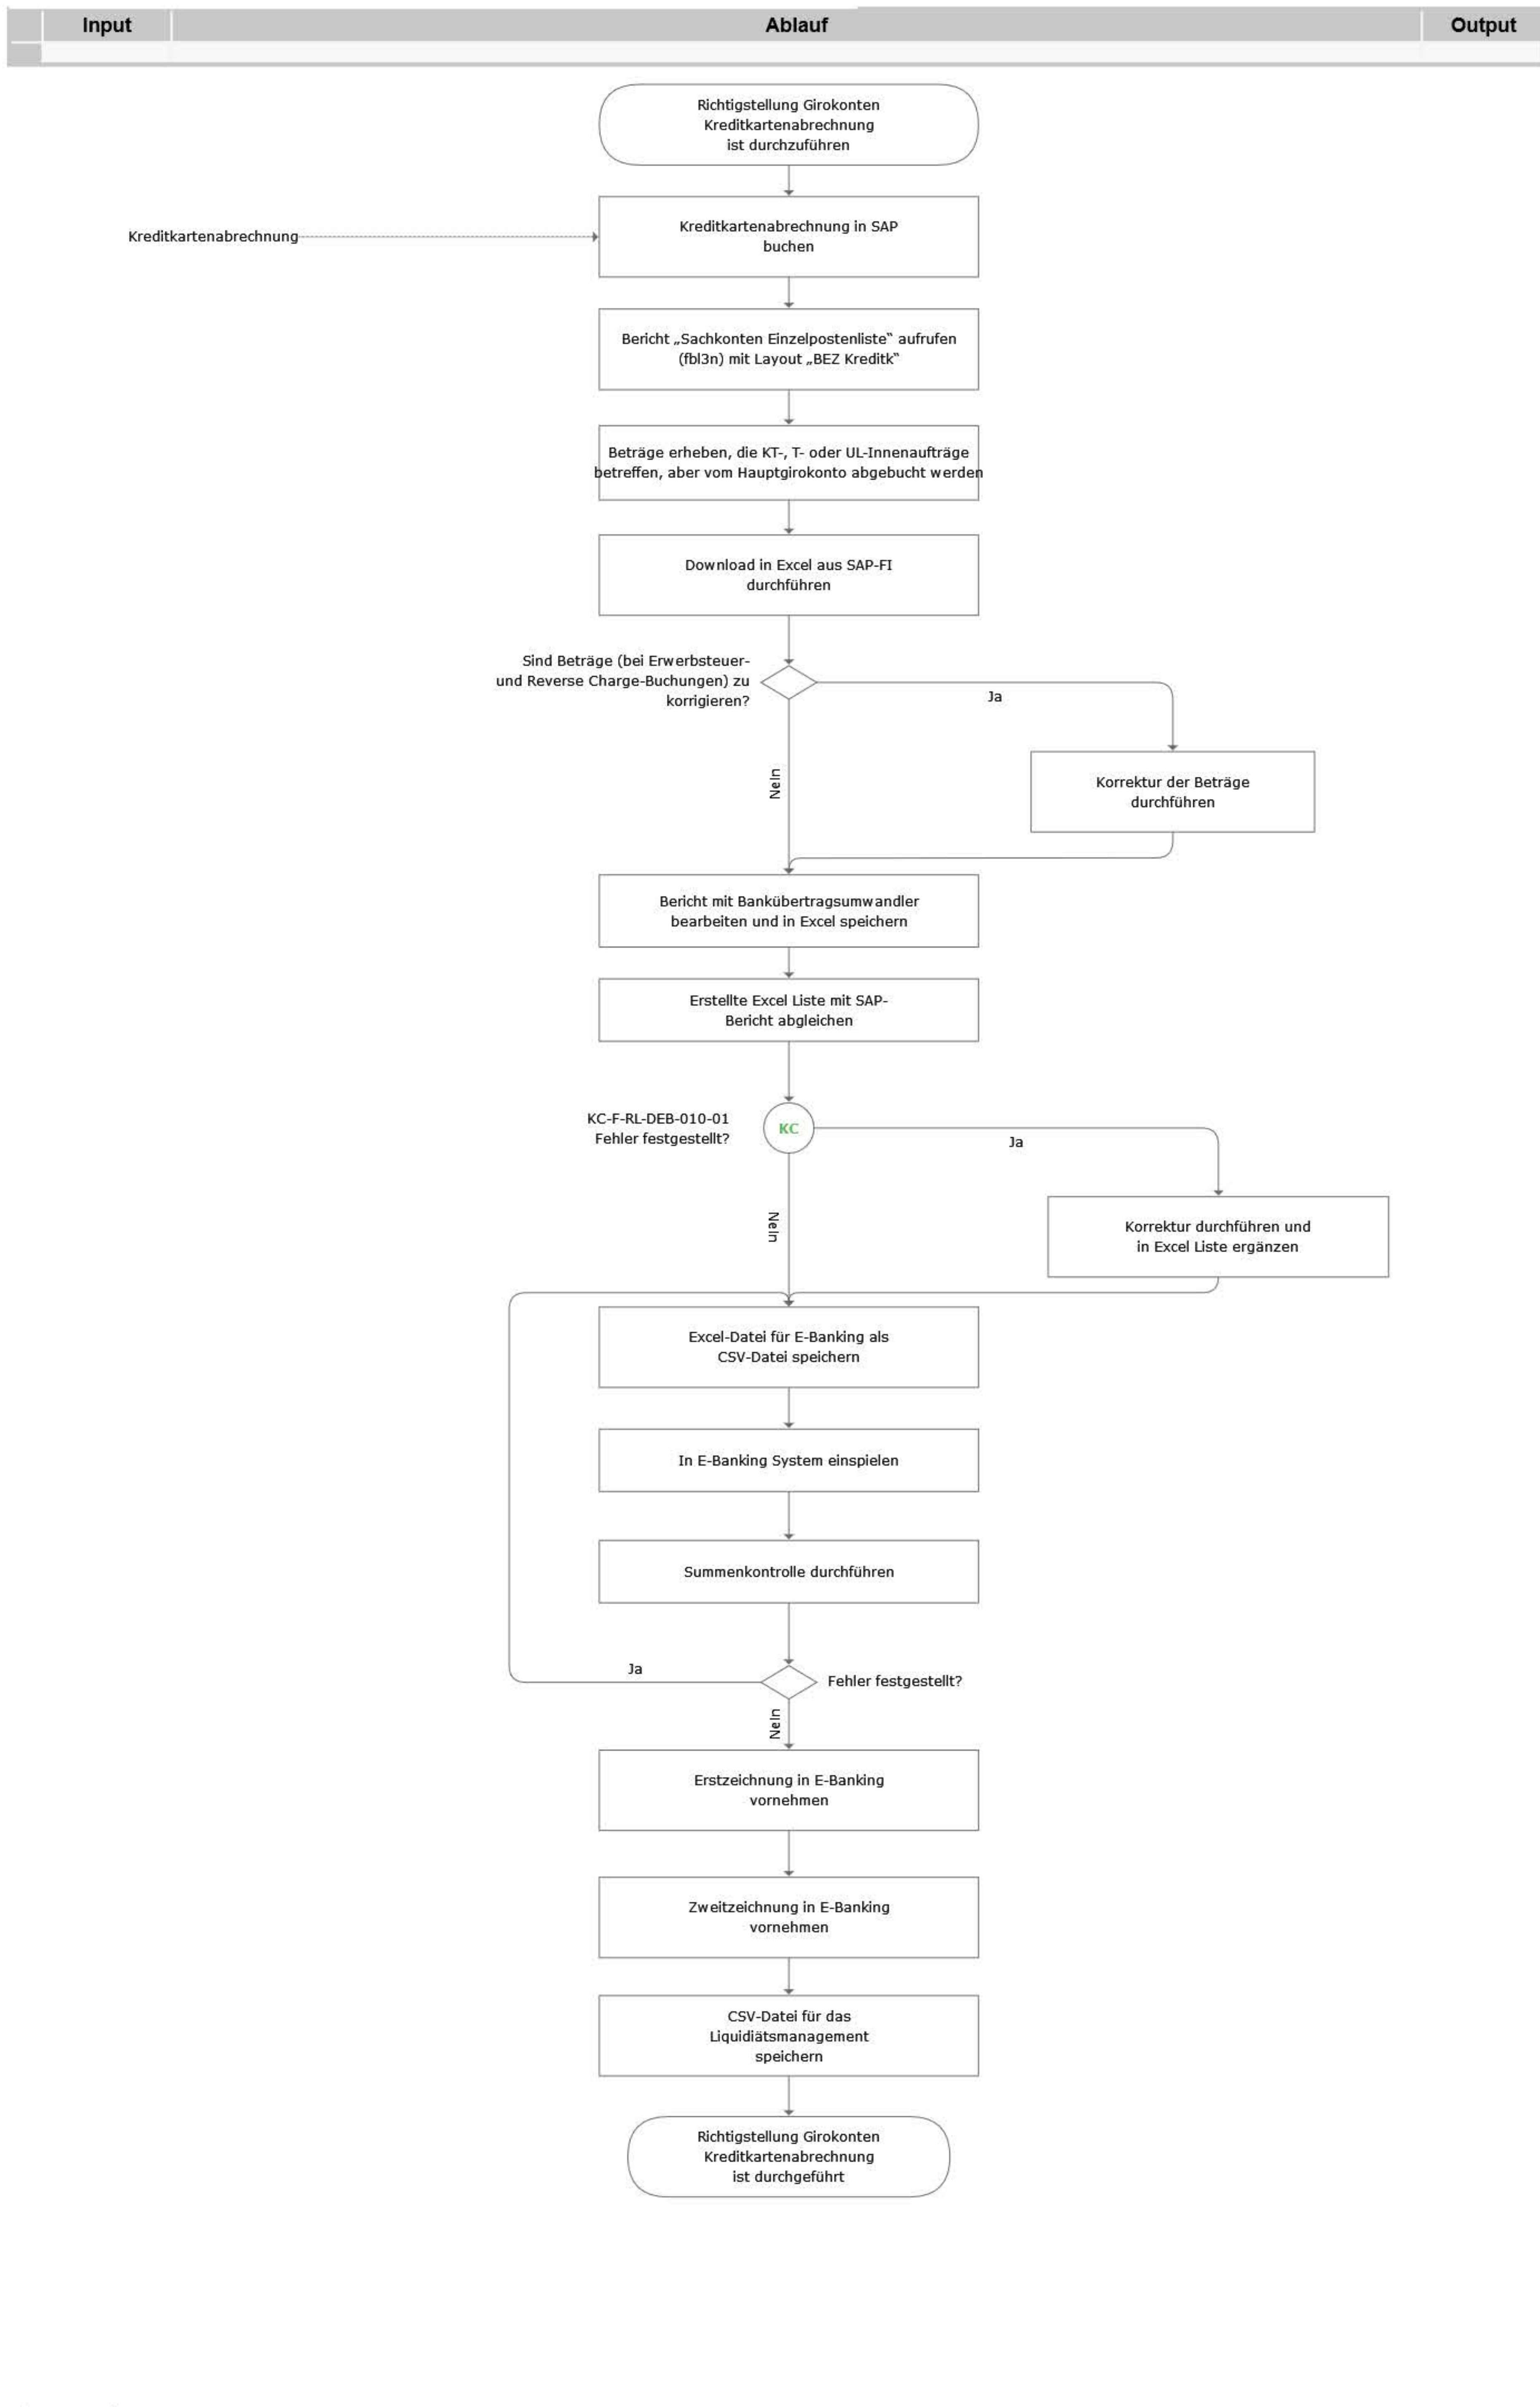 Input
Ablauf
Output
Richtigstellung Girokonten
Kreditkartenabrechnung
ist durchzuführen
Kreditkartenabrechnung
Kreditkartenabrechnung in SAP
buchen
Bericht „Sachkonten Einzelpostenliste“ aufrufen
(fbl3n) mit Layout „BEZ Kreditk“
Beträge erheben, die KT-, T- oder UL-Innenaufträge
betreffen, aber vom Hauptgirokonto abgebucht werden
Download in Excel aus SAP-FI
durchführen
Sind Beträge (bei Erwerbsteuer-
und Reverse Charge-Buchungen) zu
korrigieren?
Ja
Nein
Korrektur der Beträge
durchführen
Bericht mit Bankübertragsumwandler
bearbeiten und in Excel speichern
Erstellte Excel Liste mit SAP-
Bericht abgleichen
KC-F-RL-DEB-010-01
Fehler festgestellt?
KC
Ja
Nein
Korrektur durchführen und
in Excel Liste ergänzen
Excel-Datei für E-Banking als
CSV-Datei speichern
In E-Banking System einspielen
Summenkontrolle durchführen
Ja
Fehler festgestellt?
Nein
Erstzeichnung in E-Banking
vornehmen
Zweitzeichnung in E-Banking
vornehmen
CSV-Datei für das
Liquidiätsmanagement
speichern
Richtigstellung Girokonten
Kreditkartenabrechnung
ist durchgeführt